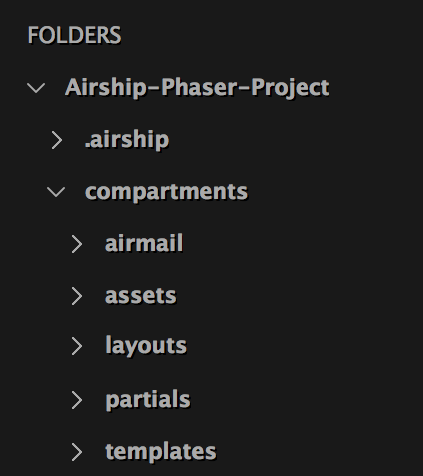 FOLDERS
Airship-Phaser-Project
.airship
compartments
airmail
assets
layouts
partials
templates